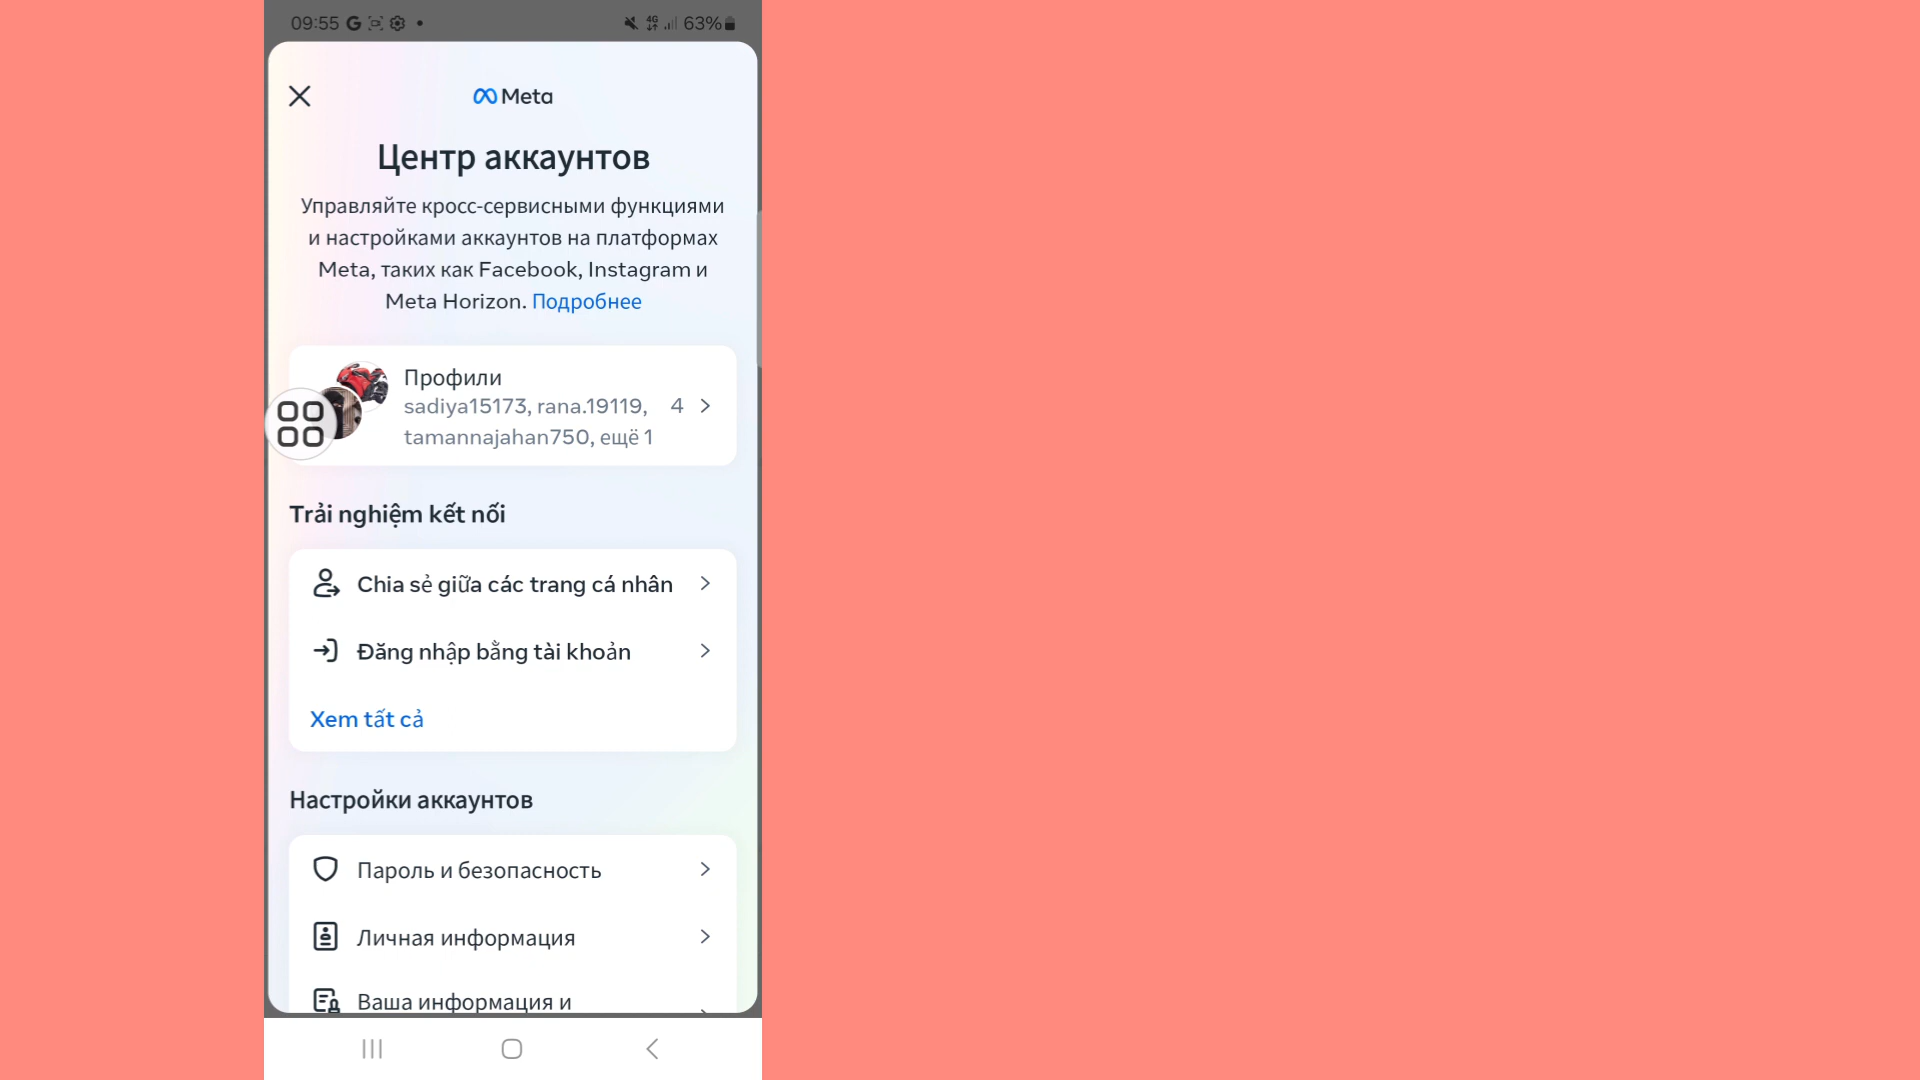 09:55 G 4G 63%
Meta
Центр аккаунтов
Управляйте кросс-сервисными функциями
и настройками аккаунтов на платформах
Meta, таких как Facebook, Instagram и
Meta Horizon. Подробнее
Профили
sadiya15173, rana.19119, 4
tamannajahan750, ещё 1
Trải nghiệm kết nối
Chia sẻ giữa các trang cá nhân
Đăng nhập bằng tài khoản
Xem tất cả
Настройки аккаунтов
Пароль и безопасность
Личная информация
Ваша информация и